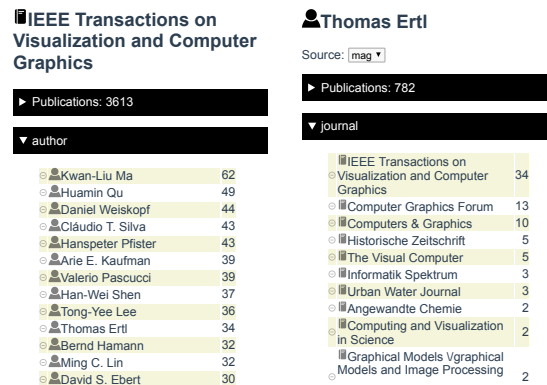 IEEE Transactions on
Visualization and Computer
Graphics
▶ Publications: 3613
▼ author
Kwan-Liu Ma 62
Huamin Qu 49
Daniel Weiskopf 44
Cláudio T. Silva 43
Hanspeter Pfister 43
Arie E. Kaufman 39
Valerio Pascucci 39
Han-Wei Shen 37
Tong-Yee Lee 36
Thomas Ertl 34
Bernd Hamann 32
Ming C. Lin 32
David S. Ebert 30
Thomas Ertl
Source: mag ▼
▶ Publications: 782
▼ journal
IEEE Transactions on
Visualization and Computer 34
Graphics
Computer Graphics Forum 13
Computers & Graphics 10
Historische Zeitschrift 5
The Visual Computer 5
Informatik Spektrum 3
Urban Water Journal 3
Angewandte Chemie 2
Computing and Visualization 2
in Science
Graphical Models \/graphical
Models and Image Processing 2